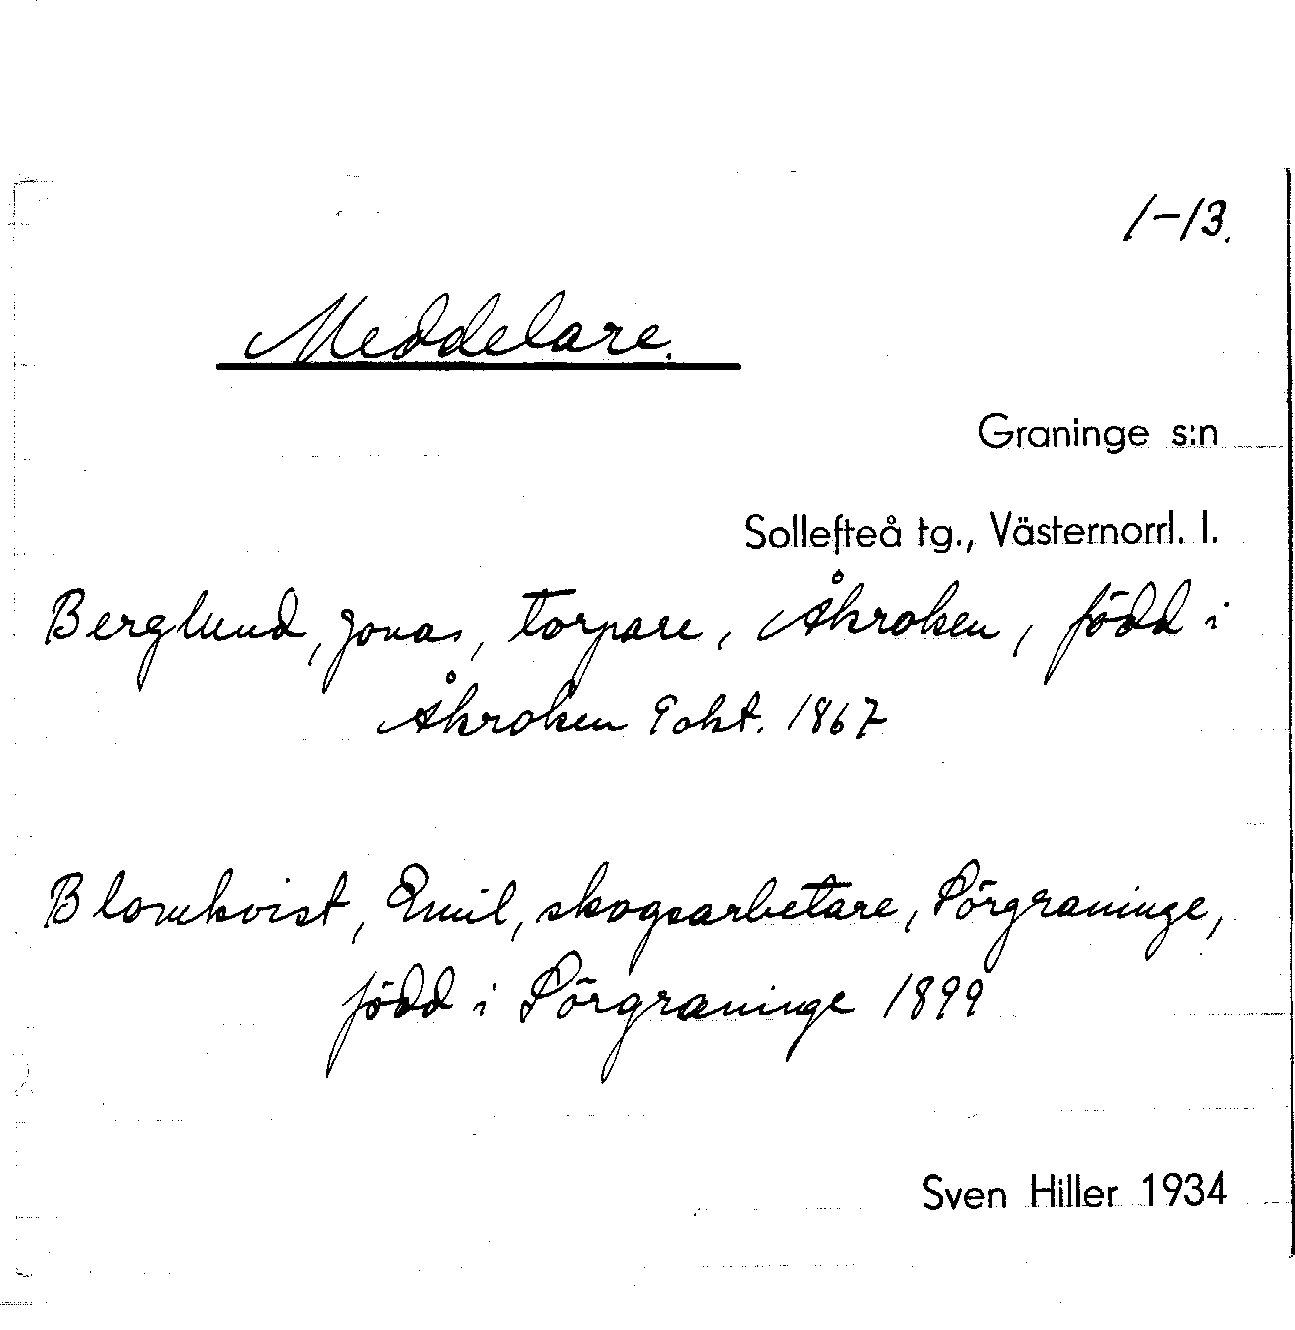 1-13.
Meddelare.
Graninge s:n
Sollefteå tg., Västernorrl. l.
Berglund, Jonas, torpare, Åkroken, född i
Åkroken 9 okt. 1867
Blomkvist, Emil, skogsarbetare, Sörgraninge,
född i Sörgraninge 1899
Sven Hiller 1934